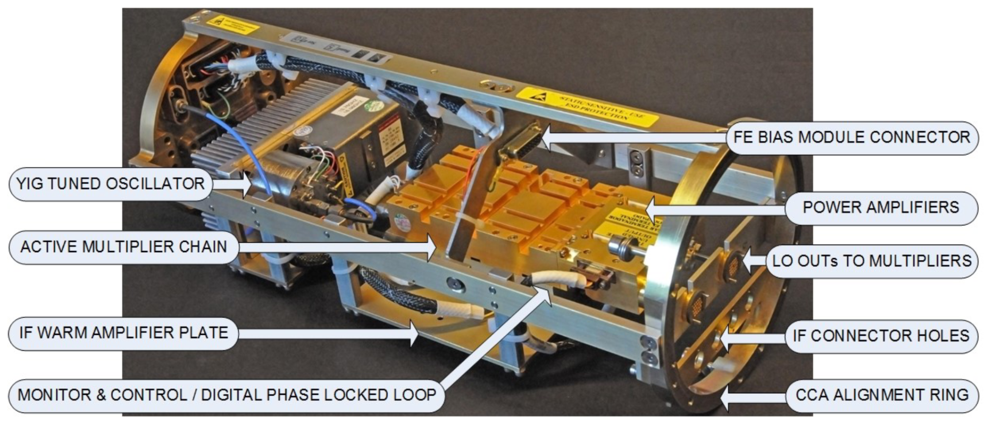 FE BIAS MODULE CONNECTOR
YIG TUNED OSCILLATOR
POWER AMPLIFIERS
ACTIVE MULTIPLIER CHAIN
LO OUTs TO MULTIPLIERS
IF WARM AMPLIFIER PLATE
IF CONNECTOR HOLES
MONITOR & CONTROL / DIGITAL PHASE LOCKED LOOP
CCA ALIGNMENT RING
STATIC SENSITIVE - USE
ESD PROTECTION
OUTPUT